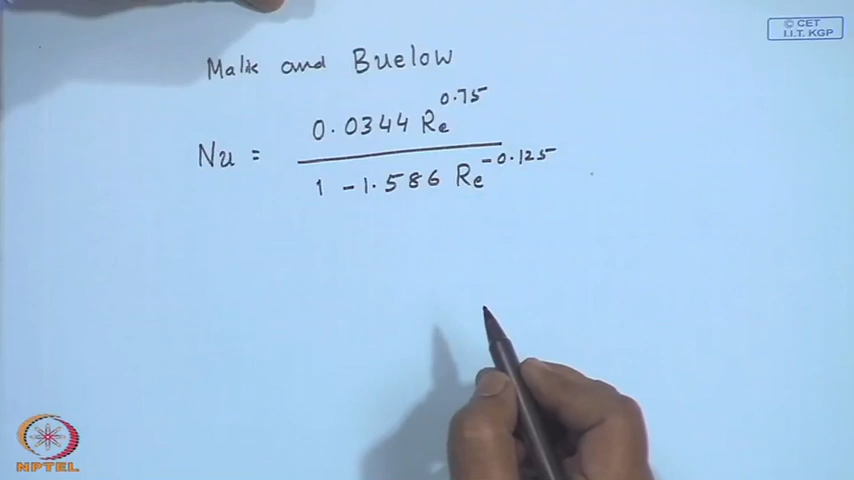 © CET
I.I.T. KGP
Malik and Buelow
Nu = 0.0344 Re^0.75 / 1 - 1.586 Re^-0.125
NPTEL